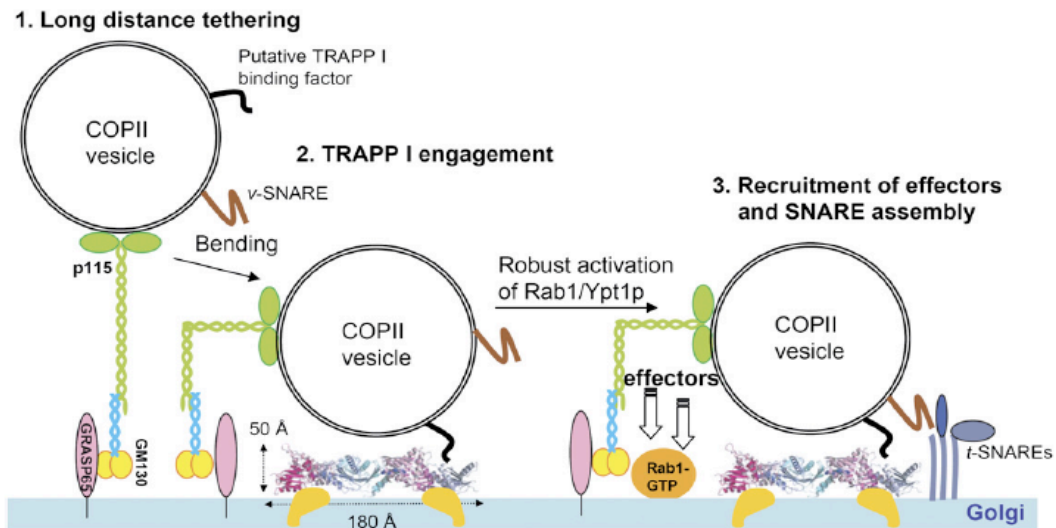 1. Long distance tethering
Putative TRAPP I
binding factor
COPII
vesicle
v-SNARE
p115
Bending
GRASP65
GM130
2. TRAPP I engagement
COPII
vesicle
50 Å
180 Å
Robust activation
of Rab1/Ypt1p
3. Recruitment of effectors
and SNARE assembly
COPII
vesicle
effectors
Rab1-
GTP
t-SNAREs
Golgi